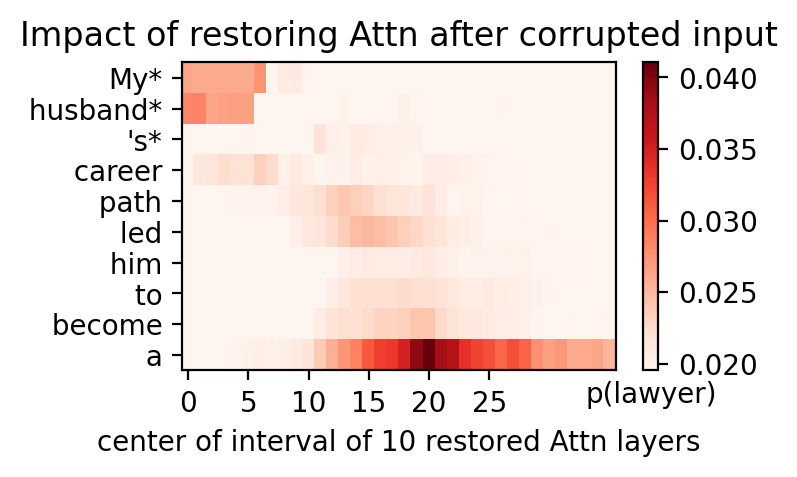 Impact of restoring Attn after corrupted input
My*
husband*
's*
career
path
led
him
to
become
a
0 5 10 15 20 25
center of interval of 10 restored Attn layers
0.040
0.035
0.030
0.025
0.020
p(lawyer)